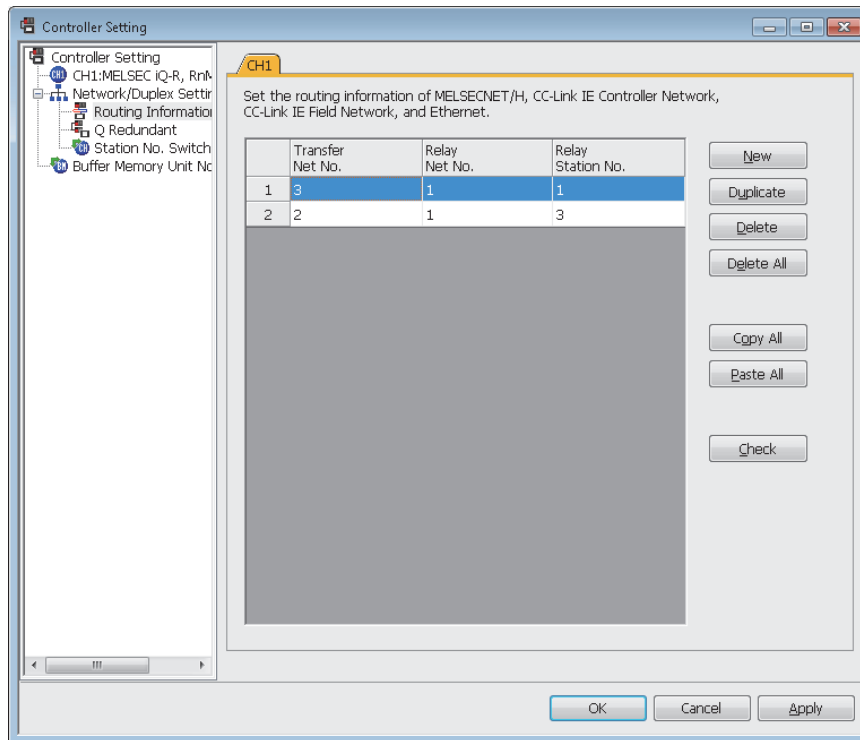 Controller Setting
Controller Setting
CH1:MELSEC iQ-R, RnM
Network/Duplex Settir
Routing Informatio
Q Redundant
Station No. Switch
Buffer Memory Unit No
CH1
Set the routing information of MELSECNET/H, CC-Link IE Controller Network,
CC-Link IE Field Network, and Ethernet.
Transfer Net No. Relay Net No. Relay Station No.
1 3 1 1
2 2 1 3
New
Duplicate
Delete
Delete All
Copy All
Paste All
Check
OK Cancel Apply